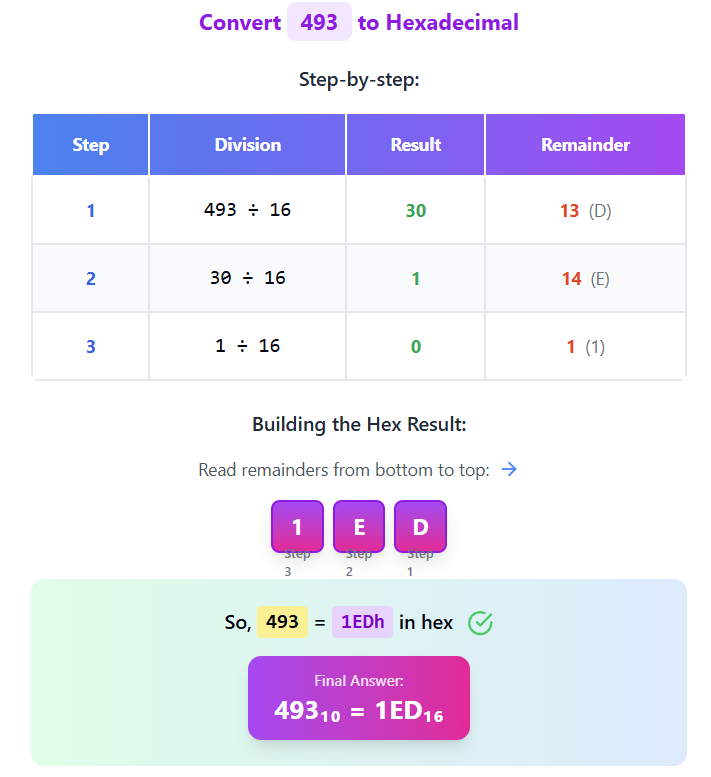 Convert 493 to Hexadecimal
Step-by-step:
Step Division Result Remainder
1 493 ÷ 16 30 13 (D)
2 30 ÷ 16 1 14 (E)
3 1 ÷ 16 0 1 (1)
Building the Hex Result:
Read remainders from bottom to top: →
1 E D
Step Step Step
3 2 1
So, 493 = 1EDh in hex
Final Answer:
493₁₀ = 1ED₁₆